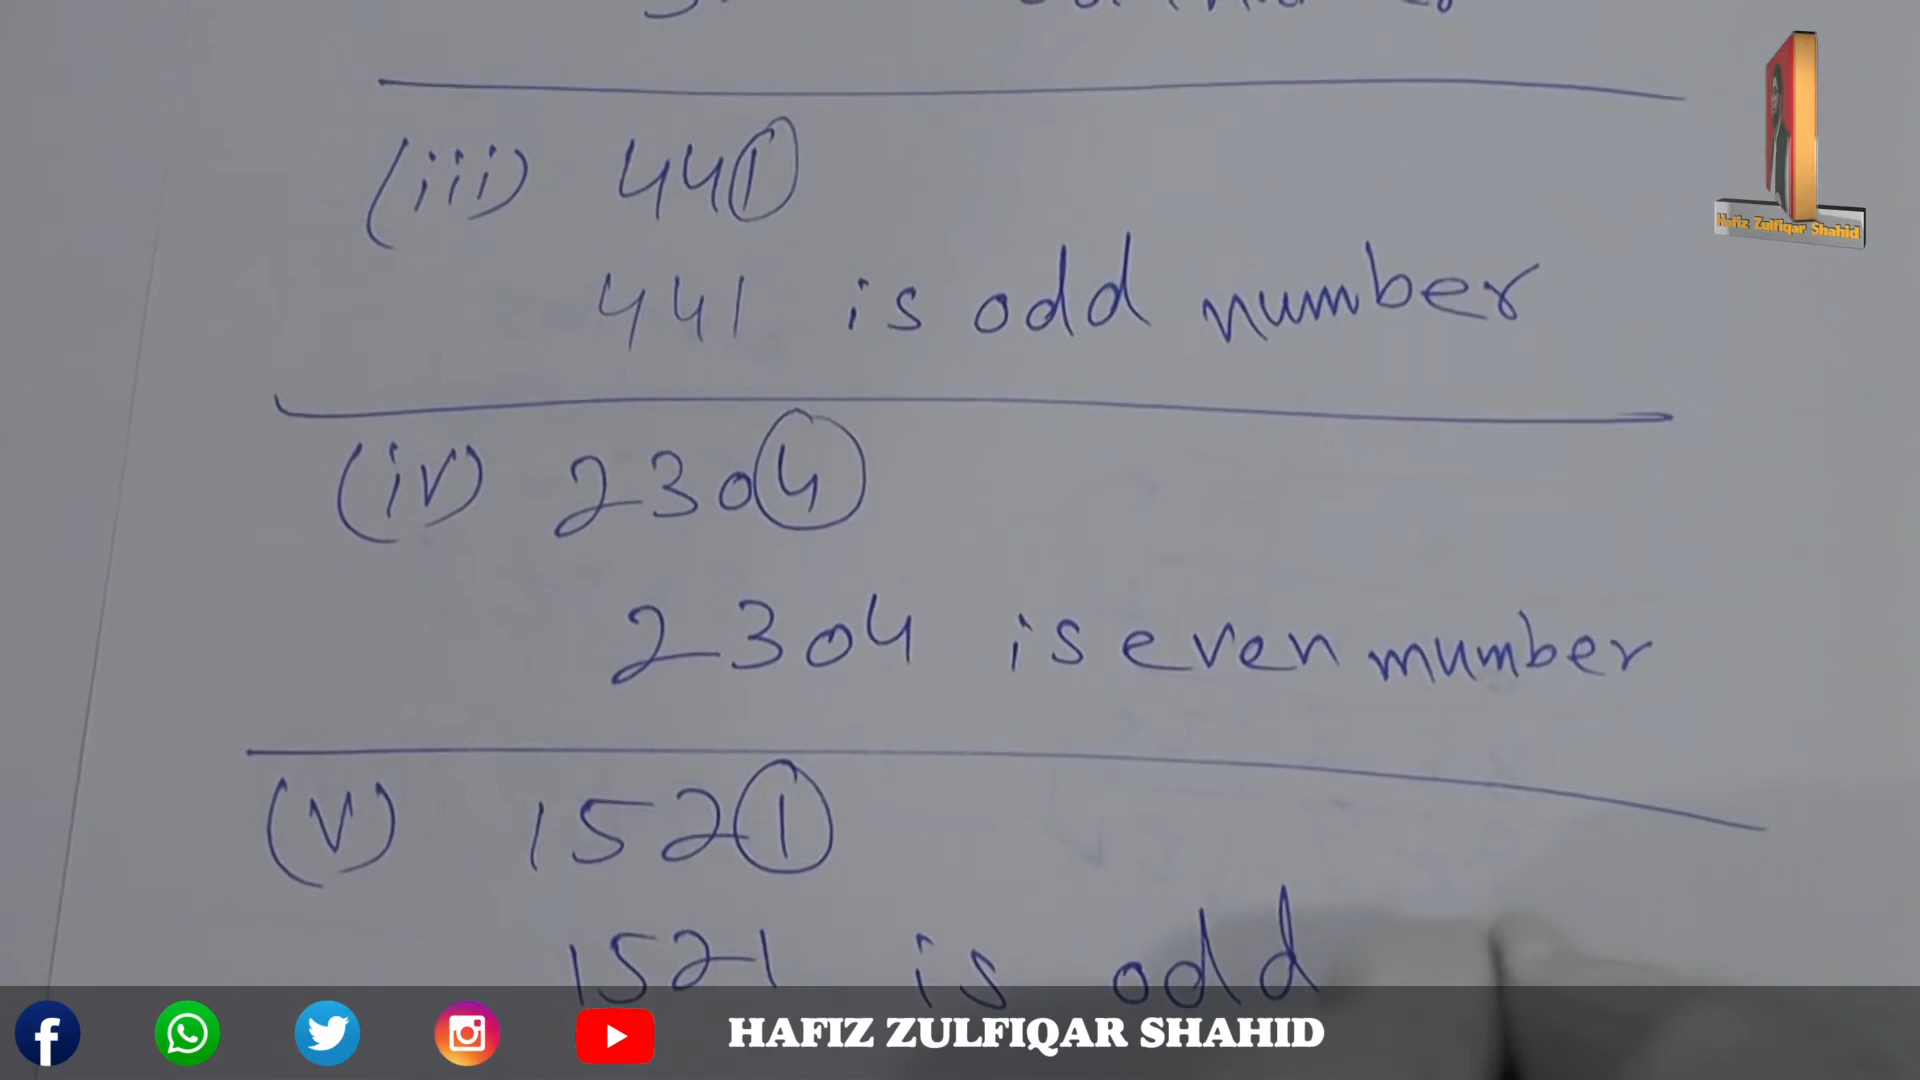 (iii) 441
441 is odd number
(iv) 2304
2304 is even number
(v) 1521
1521 is odd
Hafiz Zulfiqar Shahid
HAFIZ ZULFIQAR SHAHID